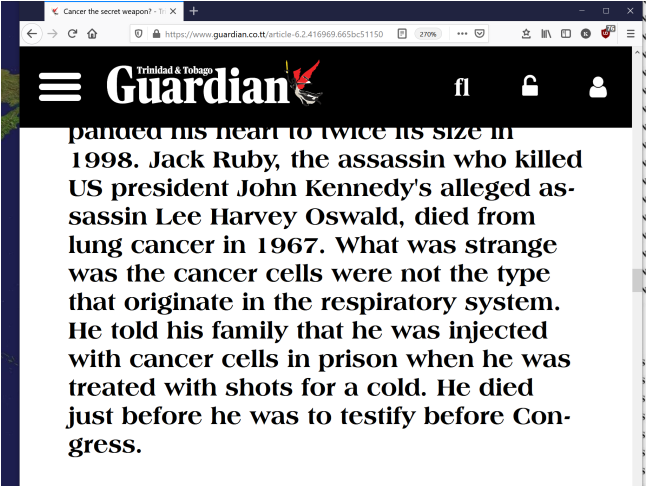 Cancer the secret weapon? - Tr
https://www.guardian.co.tt/article-6.2.416969.665bc51150
270%
76
Trinidad & Tobago
Guardian
panded his heart to twice its size in
1998. Jack Ruby, the assassin who killed
US president John Kennedy's alleged as-
sassin Lee Harvey Oswald, died from
lung cancer in 1967. What was strange
was the cancer cells were not the type
that originate in the respiratory system.
He told his family that he was injected
with cancer cells in prison when he was
treated with shots for a cold. He died
just before he was to testify before Con-
gress.